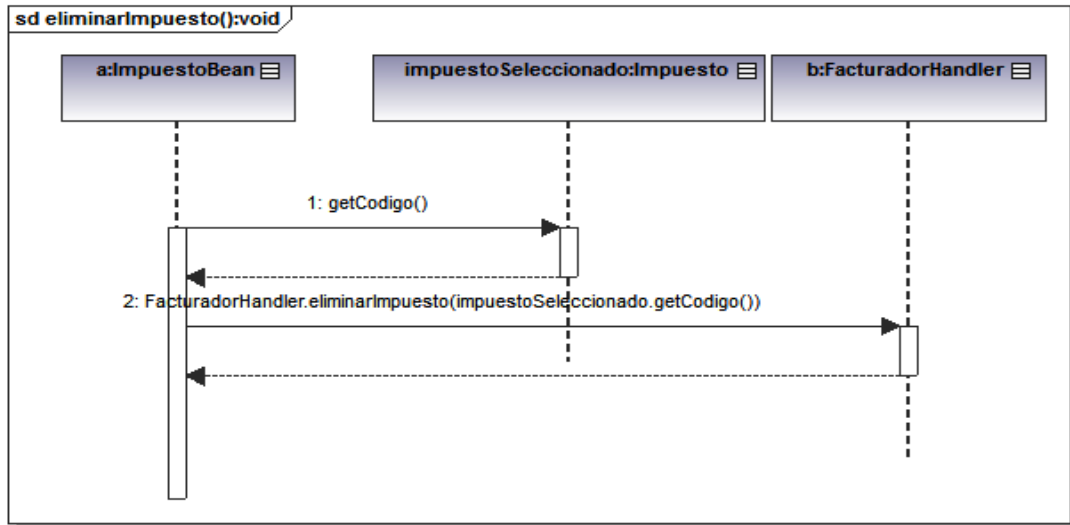 sd eliminarImpuesto():void
a:ImpuestoBean
impuestoSeleccionado:Impuesto
b:FacturadorHandler
1: getCodigo()
2: FacturadorHandler.eliminarImpuesto(impuestoSeleccionado.getCodigo())